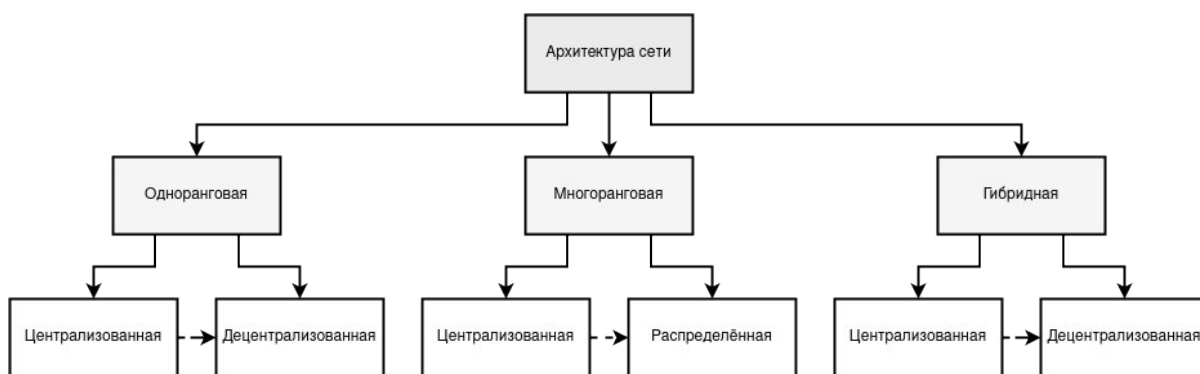 Архитектура сети
Одноранговая
Многоранговая
Гибридная
Централизованная
Децентрализованная
Централизованная
Распределённая
Централизованная
Децентрализованная